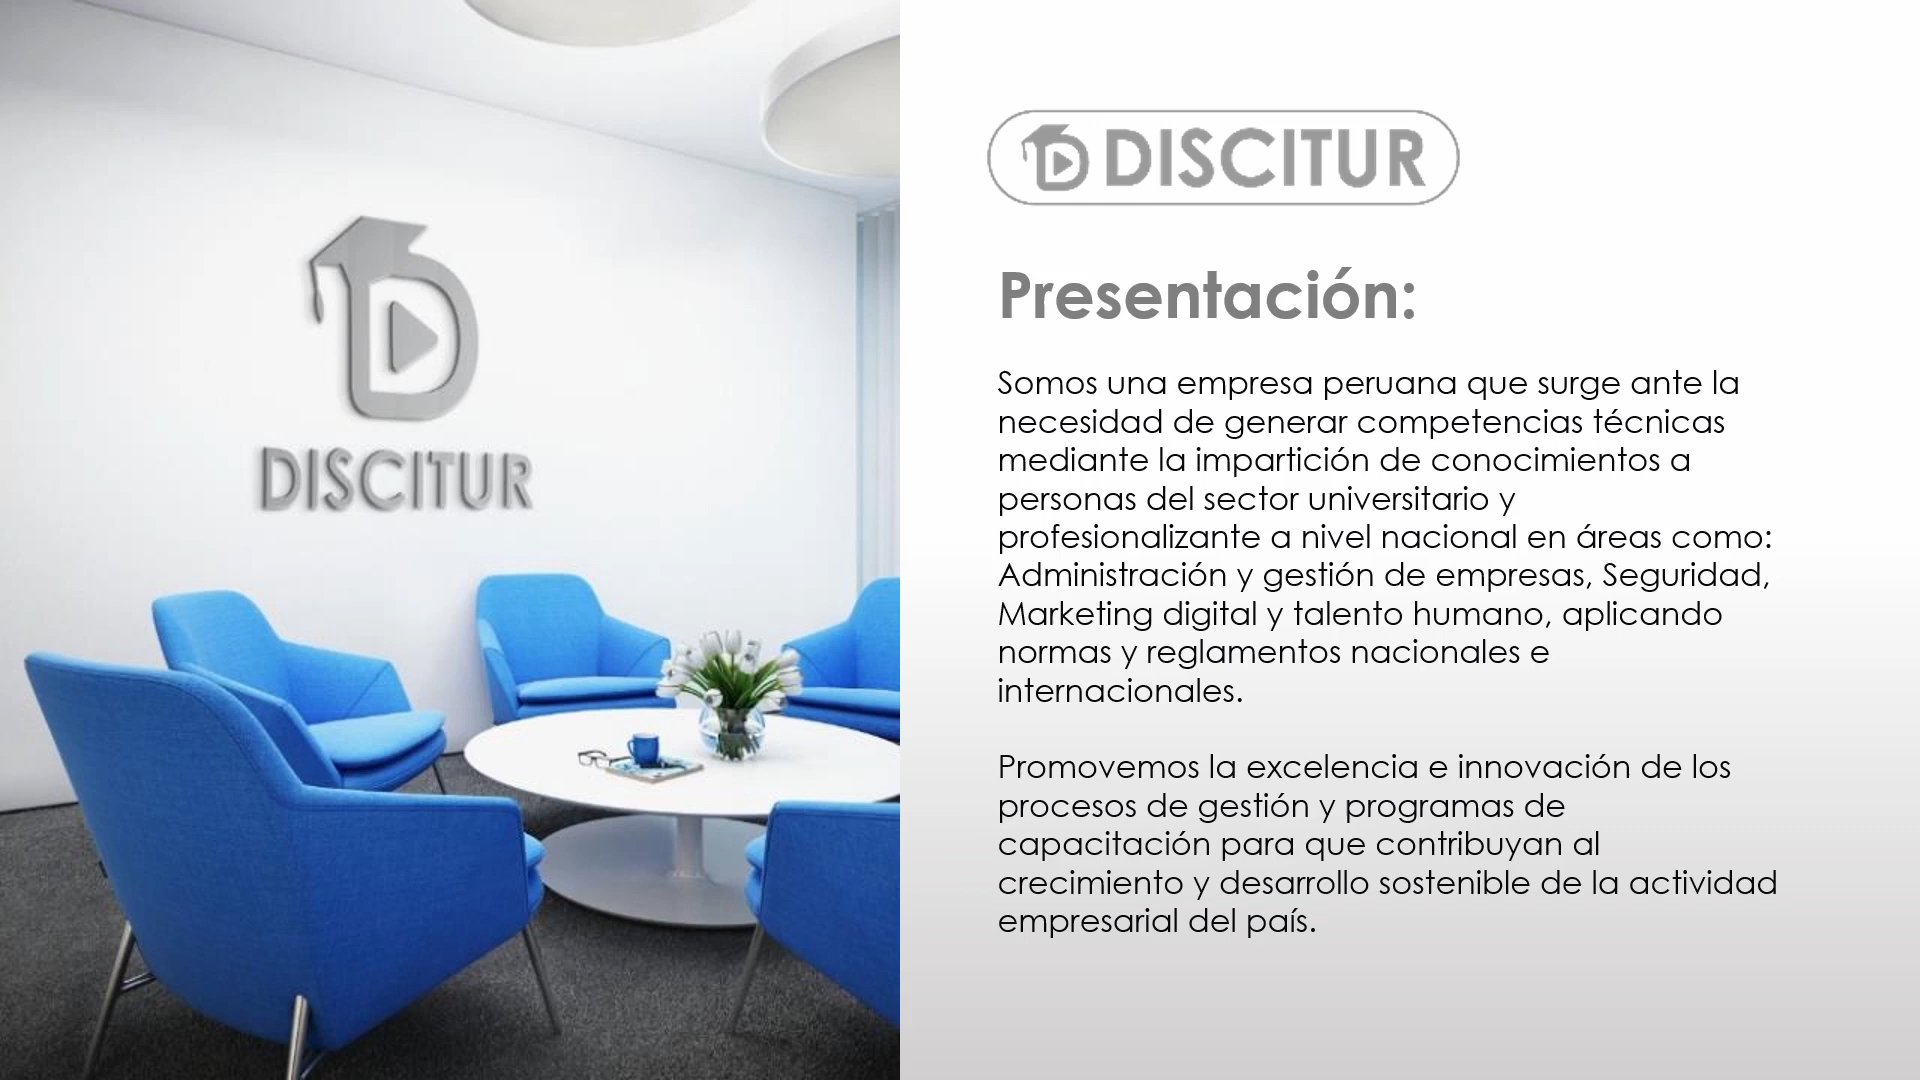 DISCITUR
DISCITUR
Presentación:
Somos una empresa peruana que surge ante la
necesidad de generar competencias técnicas
mediante la impartición de conocimientos a
personas del sector universitario y
profesionalizante a nivel nacional en áreas como:
Administración y gestión de empresas, Seguridad,
Marketing digital y talento humano, aplicando
normas y reglamentos nacionales e
internacionales.
Promovemos la excelencia e innovación de los
procesos de gestión y programas de
capacitación para que contribuyan al
crecimiento y desarrollo sostenible de la actividad
empresarial del país.